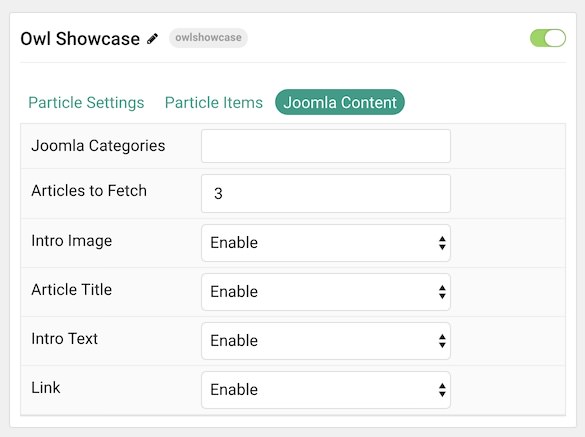 Owl Showcase owlshowcase
Particle Settings Particle Items Joomla Content
Joomla Categories
Articles to Fetch 3
Intro Image Enable
Article Title Enable
Intro Text Enable
Link Enable